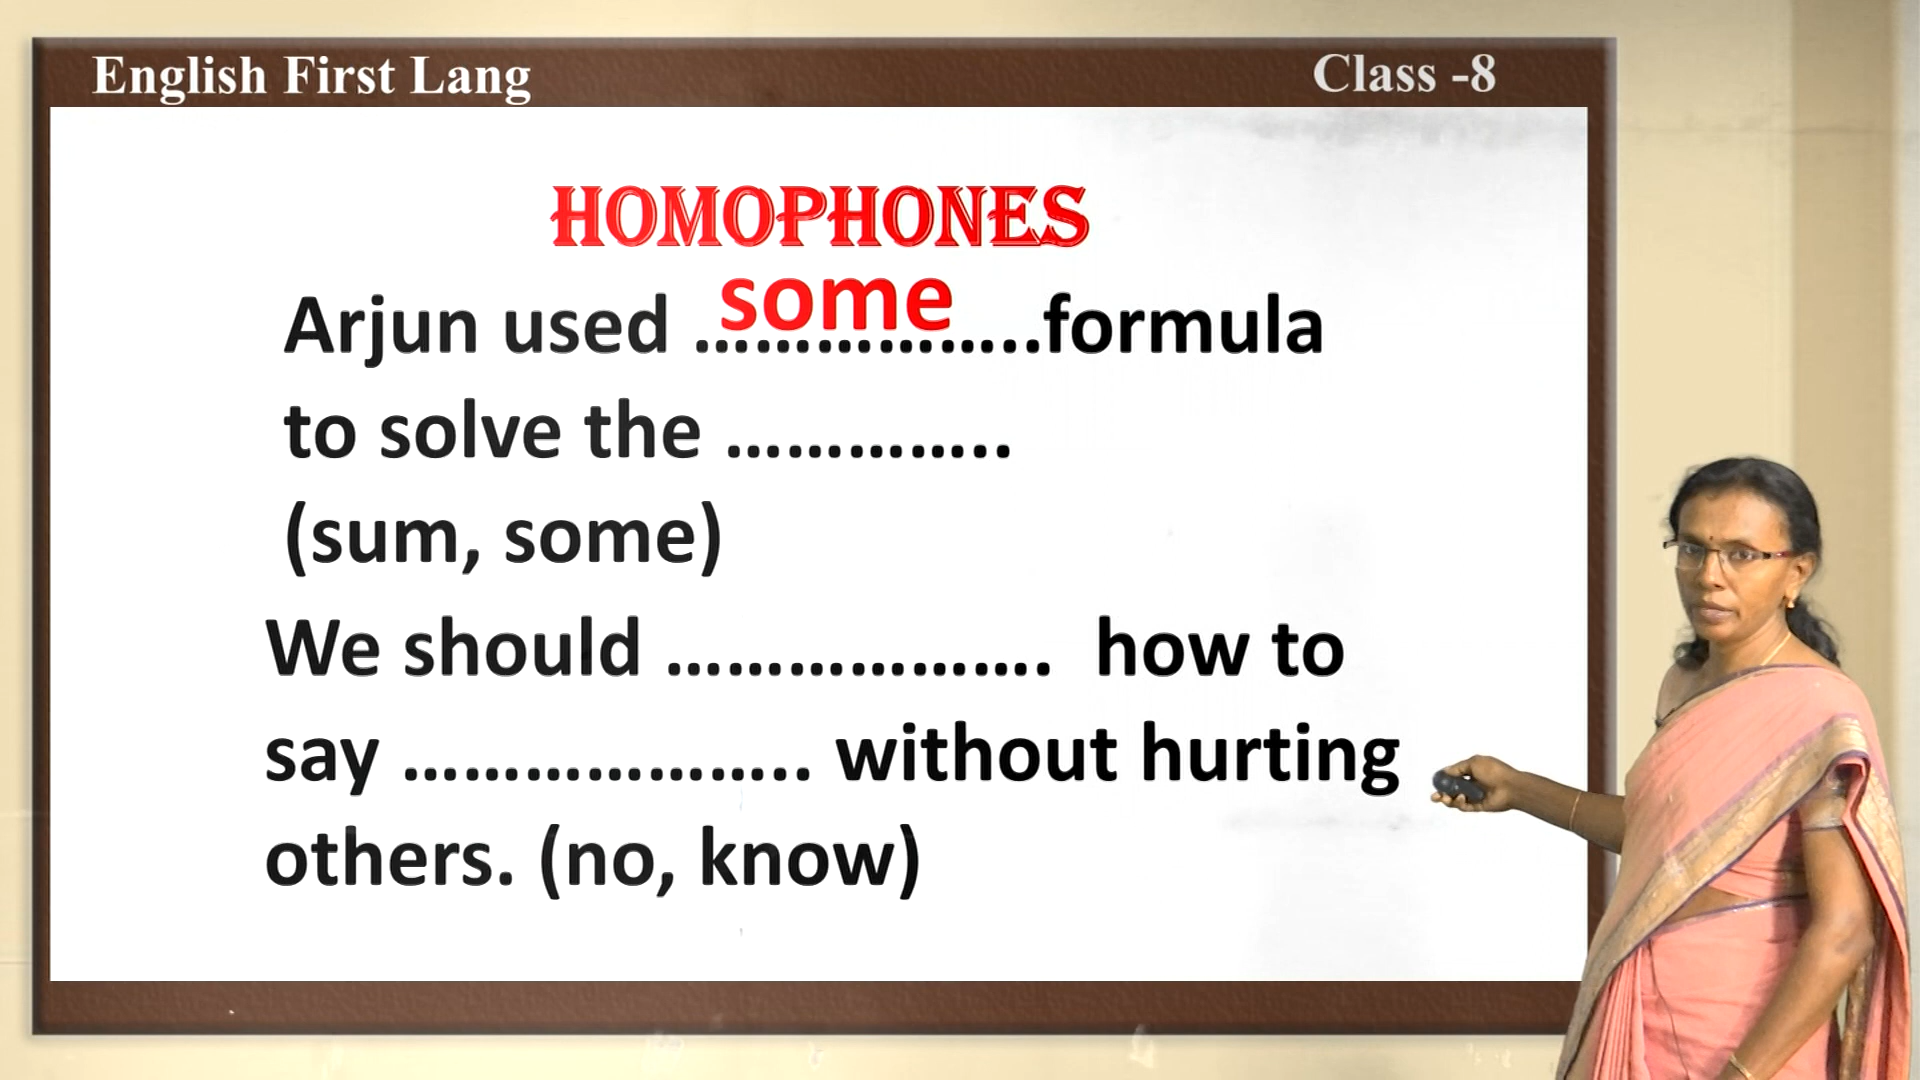 English First Lang
Class -8
HOMOPHONES
some
Arjun used ……………...formula
to solve the …………..
(sum, some)
We should ………………. how to
say ……………….. without hurting
others. (no, know)